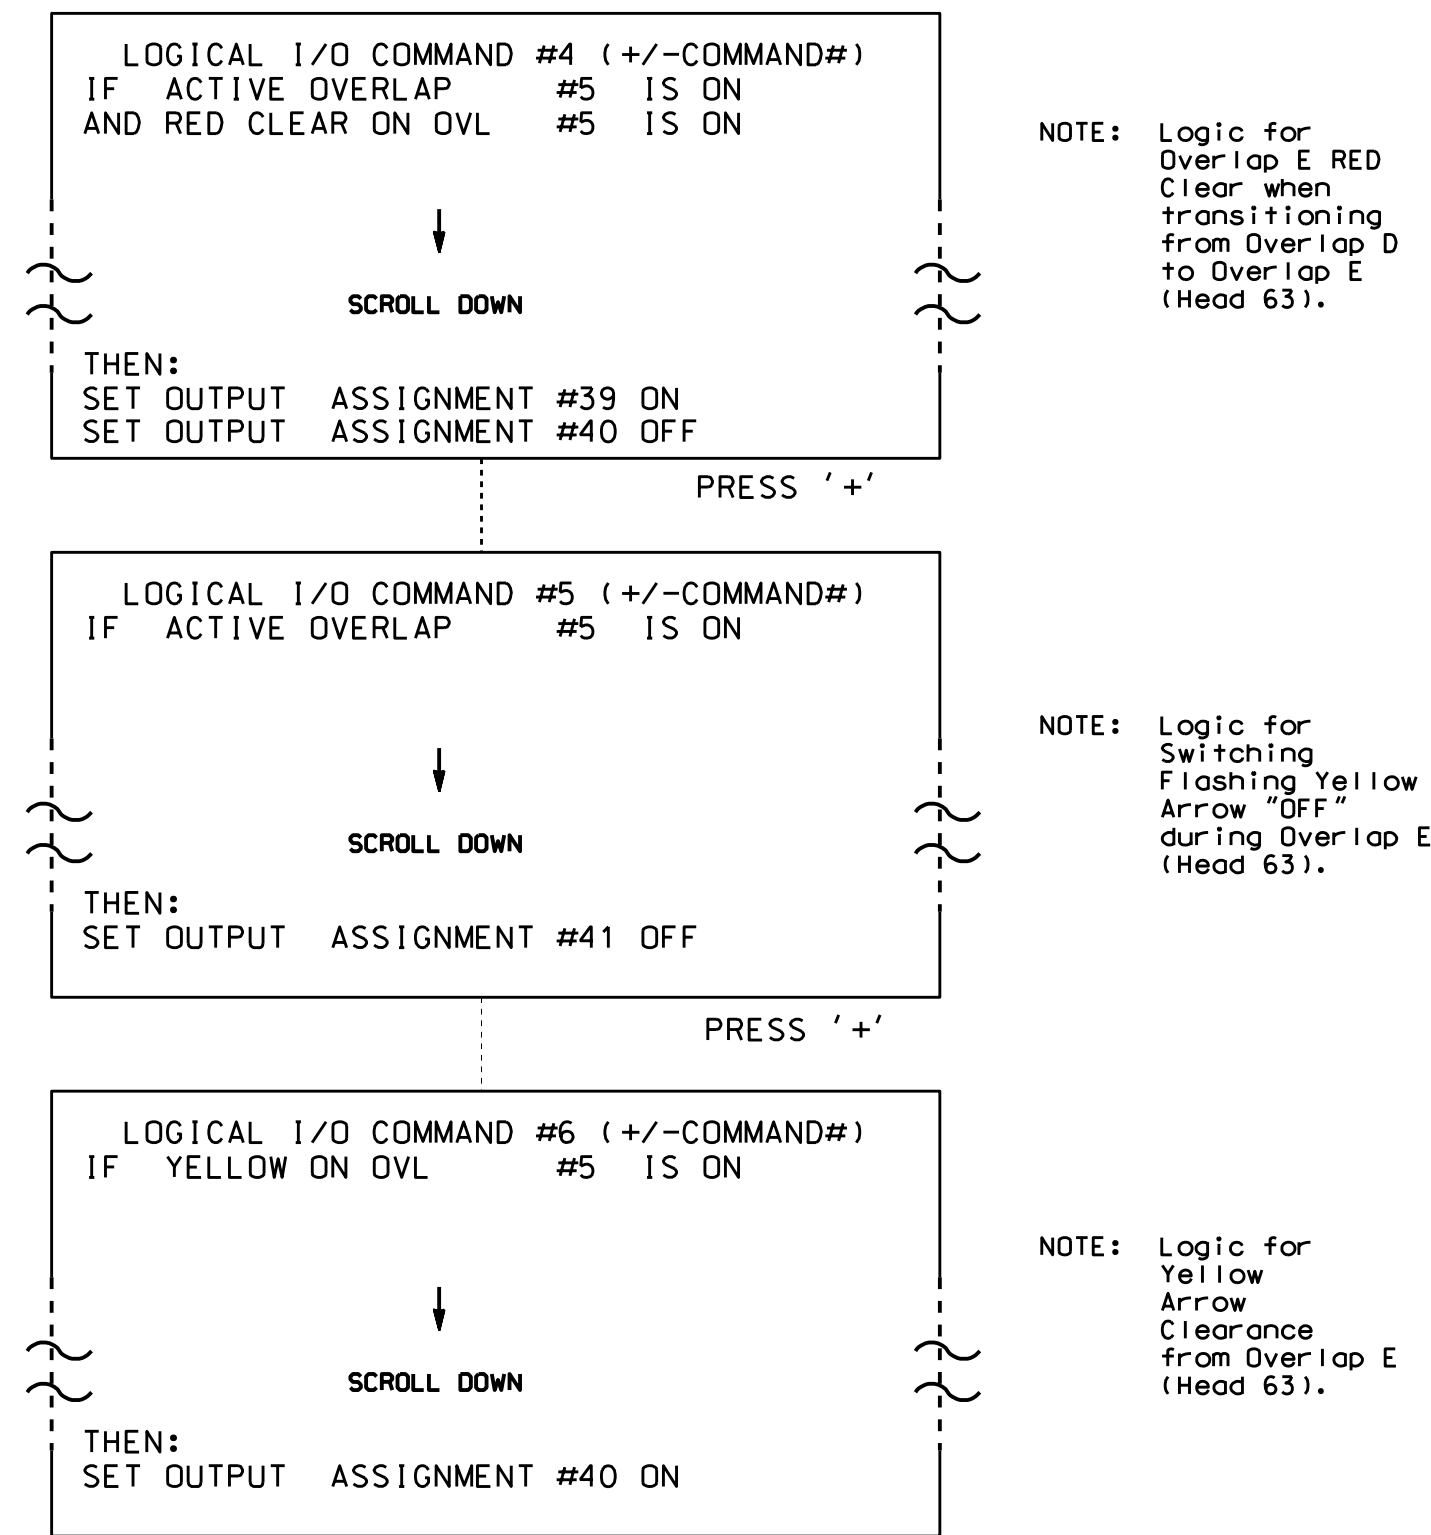 LOGICAL I/O COMMAND #4 (+/-COMMAND#)
IF ACTIVE OVERLAP #5 IS ON
AND RED CLEAR ON OVL #5 IS ON
SCROLL DOWN
THEN:
SET OUTPUT ASSIGNMENT #39 ON
SET OUTPUT ASSIGNMENT #40 OFF
NOTE: Logic for
Overlap E RED
Clear when
transitioning
from Overlap D
to Overlap E
(Head 63).
PRESS '+'
LOGICAL I/O COMMAND #5 (+/-COMMAND#)
IF ACTIVE OVERLAP #5 IS ON
SCROLL DOWN
THEN:
SET OUTPUT ASSIGNMENT #41 OFF
NOTE: Logic for
Switching
Flashing Yellow
Arrow "OFF"
during Overlap E
(Head 63).
PRESS '+'
LOGICAL I/O COMMAND #6 (+/-COMMAND#)
IF YELLOW ON OVL #5 IS ON
SCROLL DOWN
THEN:
SET OUTPUT ASSIGNMENT #40 ON
NOTE: Logic for
Yellow
Arrow
Clearance
from Overlap E
(Head 63).